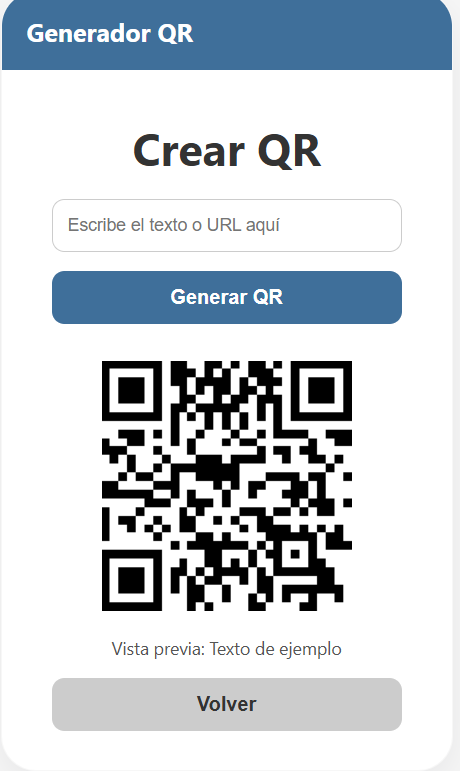 Generador QR
Crear QR
Escribe el texto o URL aquí
Generar QR
Vista previa: Texto de ejemplo
Volver